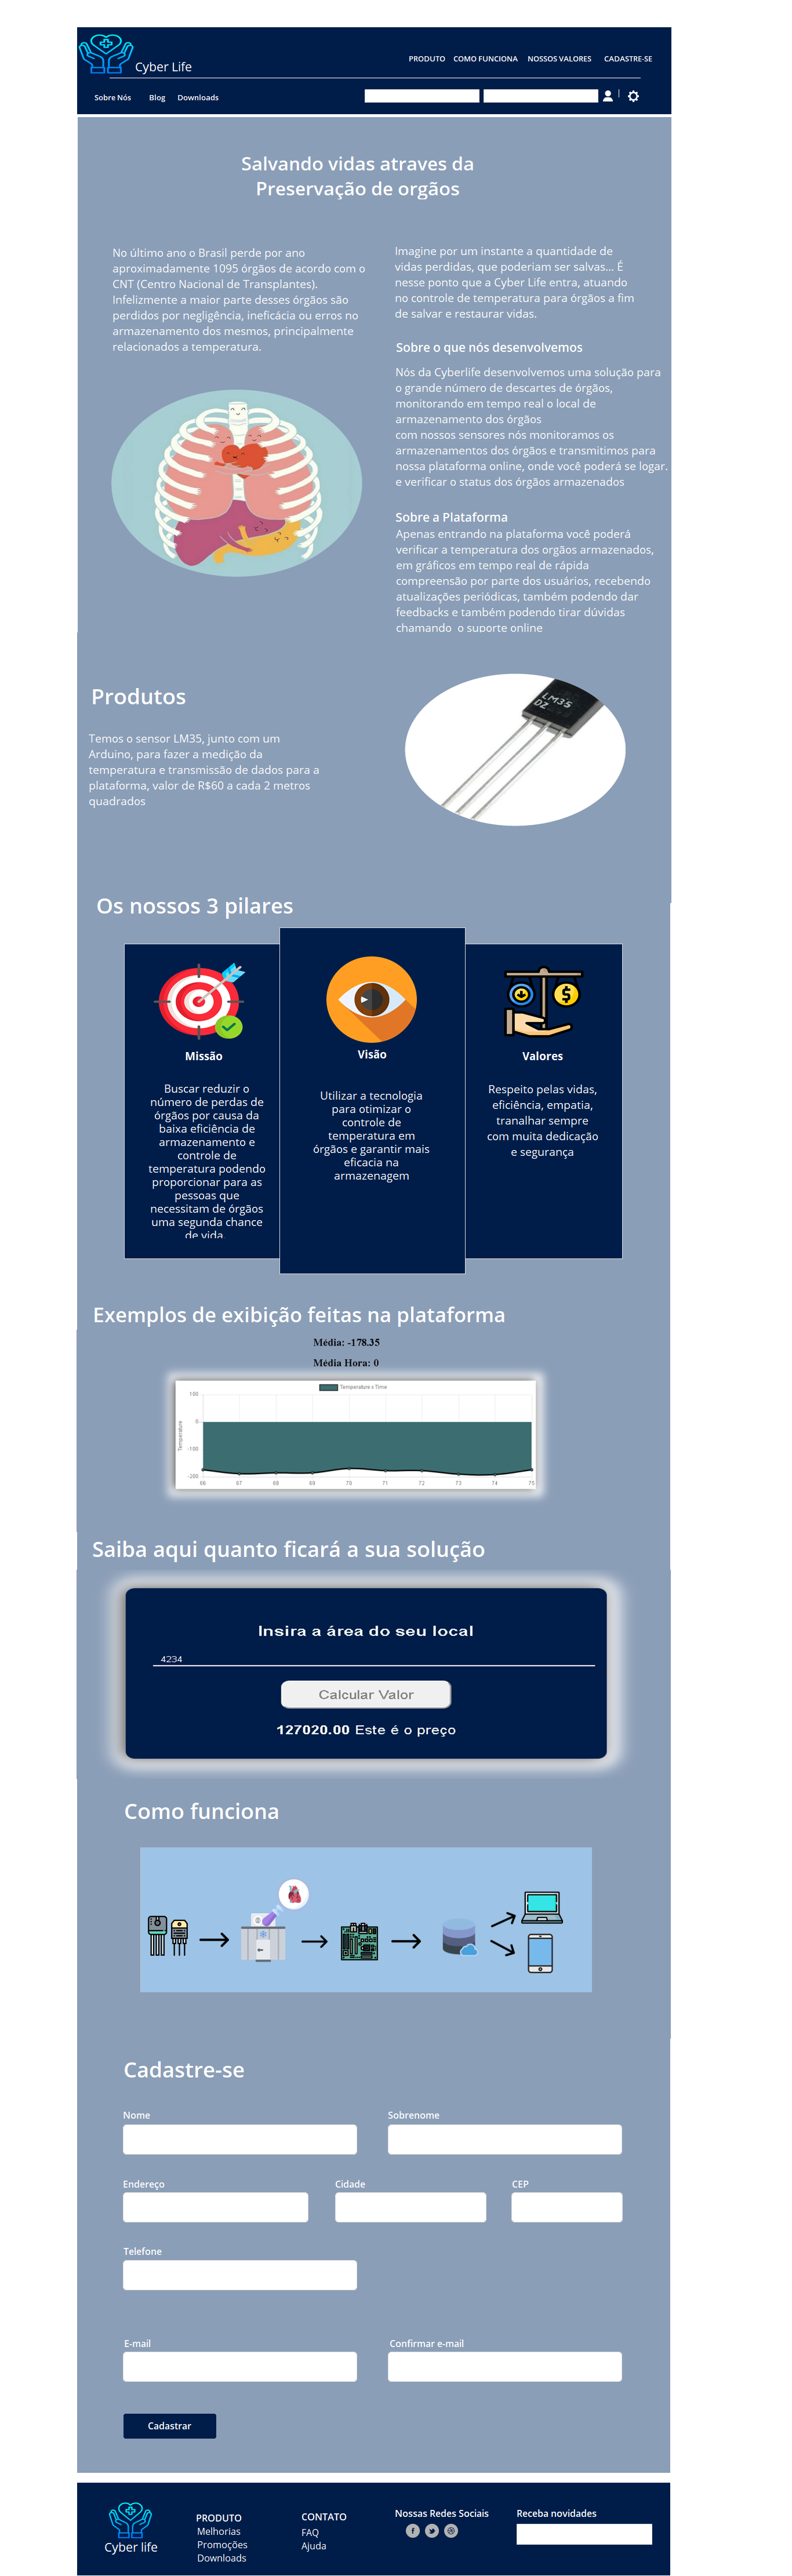 Cyber Life
PRODUTO COMO FUNCIONA NOSSOS VALORES CADASTRE-SE
Sobre Nós Blog Downloads
Salvando vidas atraves da
Preservação de orgãos
No último ano o Brasil perde por ano
aproximadamente 1095 órgãos de acordo com o
CNT (Centro Nacional de Transplantes).
Infelizmente a maior parte desses órgãos são
perdidos por negligência, ineficácia ou erros no
armazenamento dos mesmos, principalmente
relacionados a temperatura.
Imagine por um instante a quantidade de
vidas perdidas, que poderiam ser salvas... É
nesse ponto que a Cyber Life entra, atuando
no controle de temperatura para órgãos a fim
de salvar e restaurar vidas.
Sobre o que nós desenvolvemos
Nós da Cyberlife desenvolvemos uma solução para
o grande número de descartes de órgãos,
monitorando em tempo real o local de
armazenamento dos órgãos
com nossos sensores nós monitoramos os
armazenamentos dos órgãos e transmitimos para
nossa plataforma online, onde você poderá se logar.
e verificar o status dos órgãos armazenados
Sobre a Plataforma
Apenas entrando na plataforma você poderá
verificar a temperatura dos orgãos armazenados,
em gráficos em tempo real de rápida
compreensão por parte dos usuários, recebendo
atualizações periódicas, também podendo dar
feedbacks e também podendo tirar dúvidas
chamando o suporte online
Produtos
Temos o sensor LM35, junto com um
Arduino, para fazer a medição da
temperatura e transmissão de dados para a
plataforma, valor de R$60 a cada 2 metros
quadrados
LM35
DZ
Os nossos 3 pilares
Missão
Buscar reduzir o
número de perdas de
órgãos por causa da
baixa eficiência de
armazenamento e
controle de
temperatura podendo
proporcionar para as
pessoas que
necessitam de órgãos
uma segunda chance
de vida.
Visão
Utilizar a tecnologia
para otimizar o
controle de
temperatura em
órgãos e garantir mais
eficacia na
armazenagem
$
Valores
Respeito pelas vidas,
eficiência, empatia,
tranalhar sempre
com muita dedicação
e segurança
Exemplos de exibição feitas na plataforma
Média: -178.35
Média Hora: 0
Temperature x Time
Temperature
100
0
-100
-200
66 67 68 69 70 71 72 73 74 75
Saiba aqui quanto ficará a sua solução
Insira a área do seu local
4234
Calcular Valor
127020.00 Este é o preço
Como funciona
Cadastre-se
Nome Sobrenome
Endereço Cidade CEP
Telefone
E-mail Confirmar e-mail
Cadastrar
Cyber life
PRODUTO
Melhorias
Promoções
Downloads
CONTATO
FAQ
Ajuda
Nossas Redes Sociais
f
Receba novidades